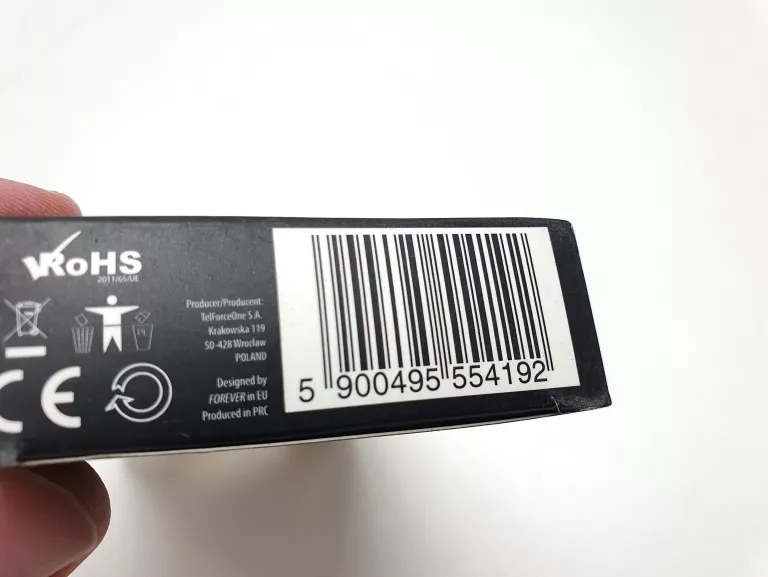 RoHS
2011/65/UE
Producer/Producent:
TelForceOne S.A.
Krakowska 119
50-428 Wrocław
POLAND
Designed by
FOREVER in EU
Produced in PRC
CE
5 900495 554192